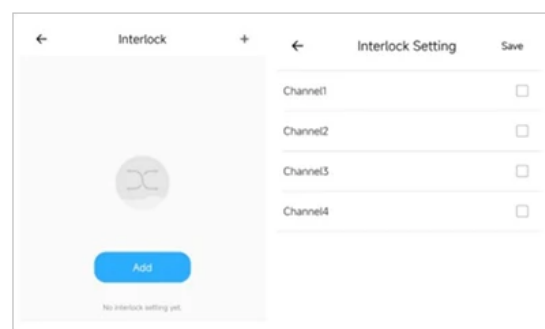 Interlock
Add
No interlock setting yet.
Interlock Setting
Save
Channel1
Channel2
Channel3
Channel4